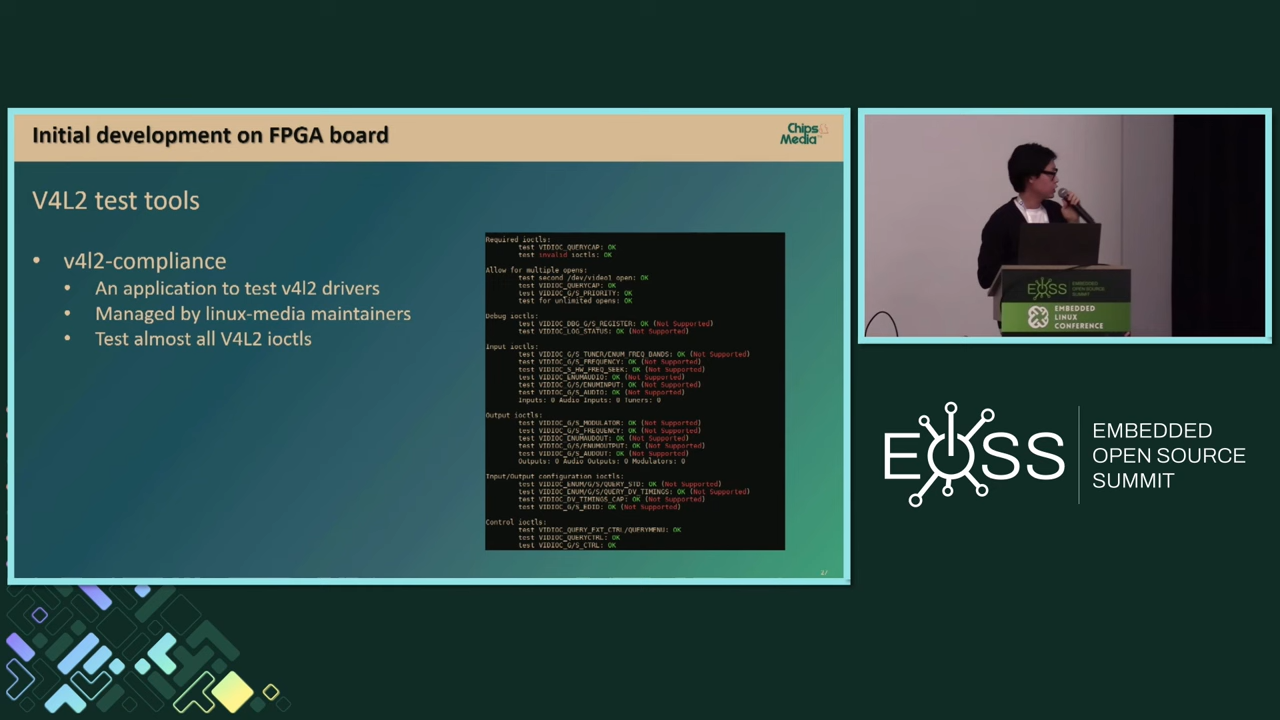 Initial development on FPGA board
Chips
Media
V4L2 test tools
• v4l2-compliance
• An application to test v4l2 drivers
• Managed by linux-media maintainers
• Test almost all V4L2 ioctls
Required ioctls:
test VIDIOC_QUERYCAP: OK
test invalid ioctls: OK
Allow for multiple opens:
test second /dev/video1 open: OK
test VIDIOC_QUERYCAP: OK
test VIDIOC_G/S_PRIORITY: OK
test for unlimited opens: OK
Debug ioctls:
test VIDIOC_DBG_G/S_REGISTER: OK (Not Supported)
test VIDIOC_LOG_STATUS: OK (Not Supported)
Input ioctls:
test VIDIOC_G/S_TUNER/ENUM_FREQ_BANDS: OK (Not Supported)
test VIDIOC_G/S_FREQUENCY: OK (Not Supported)
test VIDIOC_S_HW_FREQ_SEEK: OK (Not Supported)
test VIDIOC_ENUMAUDIO: OK (Not Supported)
test VIDIOC_G/S/ENUMINPUT: OK (Not Supported)
test VIDIOC_G/S_AUDIO: OK (Not Supported)
Inputs: 0 Audio Inputs: 0 Tuners: 0
Output ioctls:
test VIDIOC_G/S_MODULATOR: OK (Not Supported)
test VIDIOC_G/S_FREQUENCY: OK (Not Supported)
test VIDIOC_ENUMAUDOUT: OK (Not Supported)
test VIDIOC_G/S/ENUMOUTPUT: OK (Not Supported)
test VIDIOC_G/S_AUDOUT: OK (Not Supported)
Outputs: 0 Audio Outputs: 0 Modulators: 0
Input/Output configuration ioctls:
test VIDIOC_ENUM/G/S/QUERY_STD: OK (Not Supported)
test VIDIOC_ENUM/G/S/QUERY_DV_TIMINGS: OK (Not Supported)
test VIDIOC_DV_TIMINGS_CAP: OK (Not Supported)
test VIDIOC_G/S_EDID: OK (Not Supported)
Control ioctls:
test VIDIOC_QUERY_EXT_CTRL/QUERYMENU: OK
test VIDIOC_QUERYCTRL: OK
test VIDIOC_G/S_CTRL: OK
27
EOSS
EMBEDDED
OPEN SOURCE
SUMMIT
EMBEDDED
LINUX
CONFERENCE
EOSS
EMBEDDED
OPEN SOURCE
SUMMIT